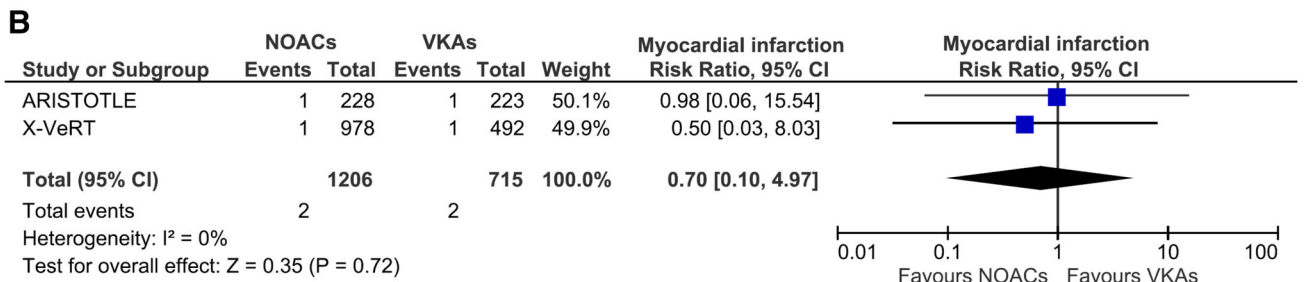 B
NOACs VKAs Myocardial infarction Myocardial infarction
Study or Subgroup Events Total Events Total Weight Risk Ratio, 95% CI Risk Ratio, 95% CI
ARISTOTLE 1 228 1 223 50.1% 0.98 [0.06, 15.54]
X-VeRT 1 978 1 492 49.9% 0.50 [0.03, 8.03]
Total (95% CI) 1206 715 100.0% 0.70 [0.10, 4.97]
Total events 2 2
Heterogeneity: I² = 0%
Test for overall effect: Z = 0.35 (P = 0.72)
0.01 0.1 1 10 100
Favours NOACs Favours VKAs